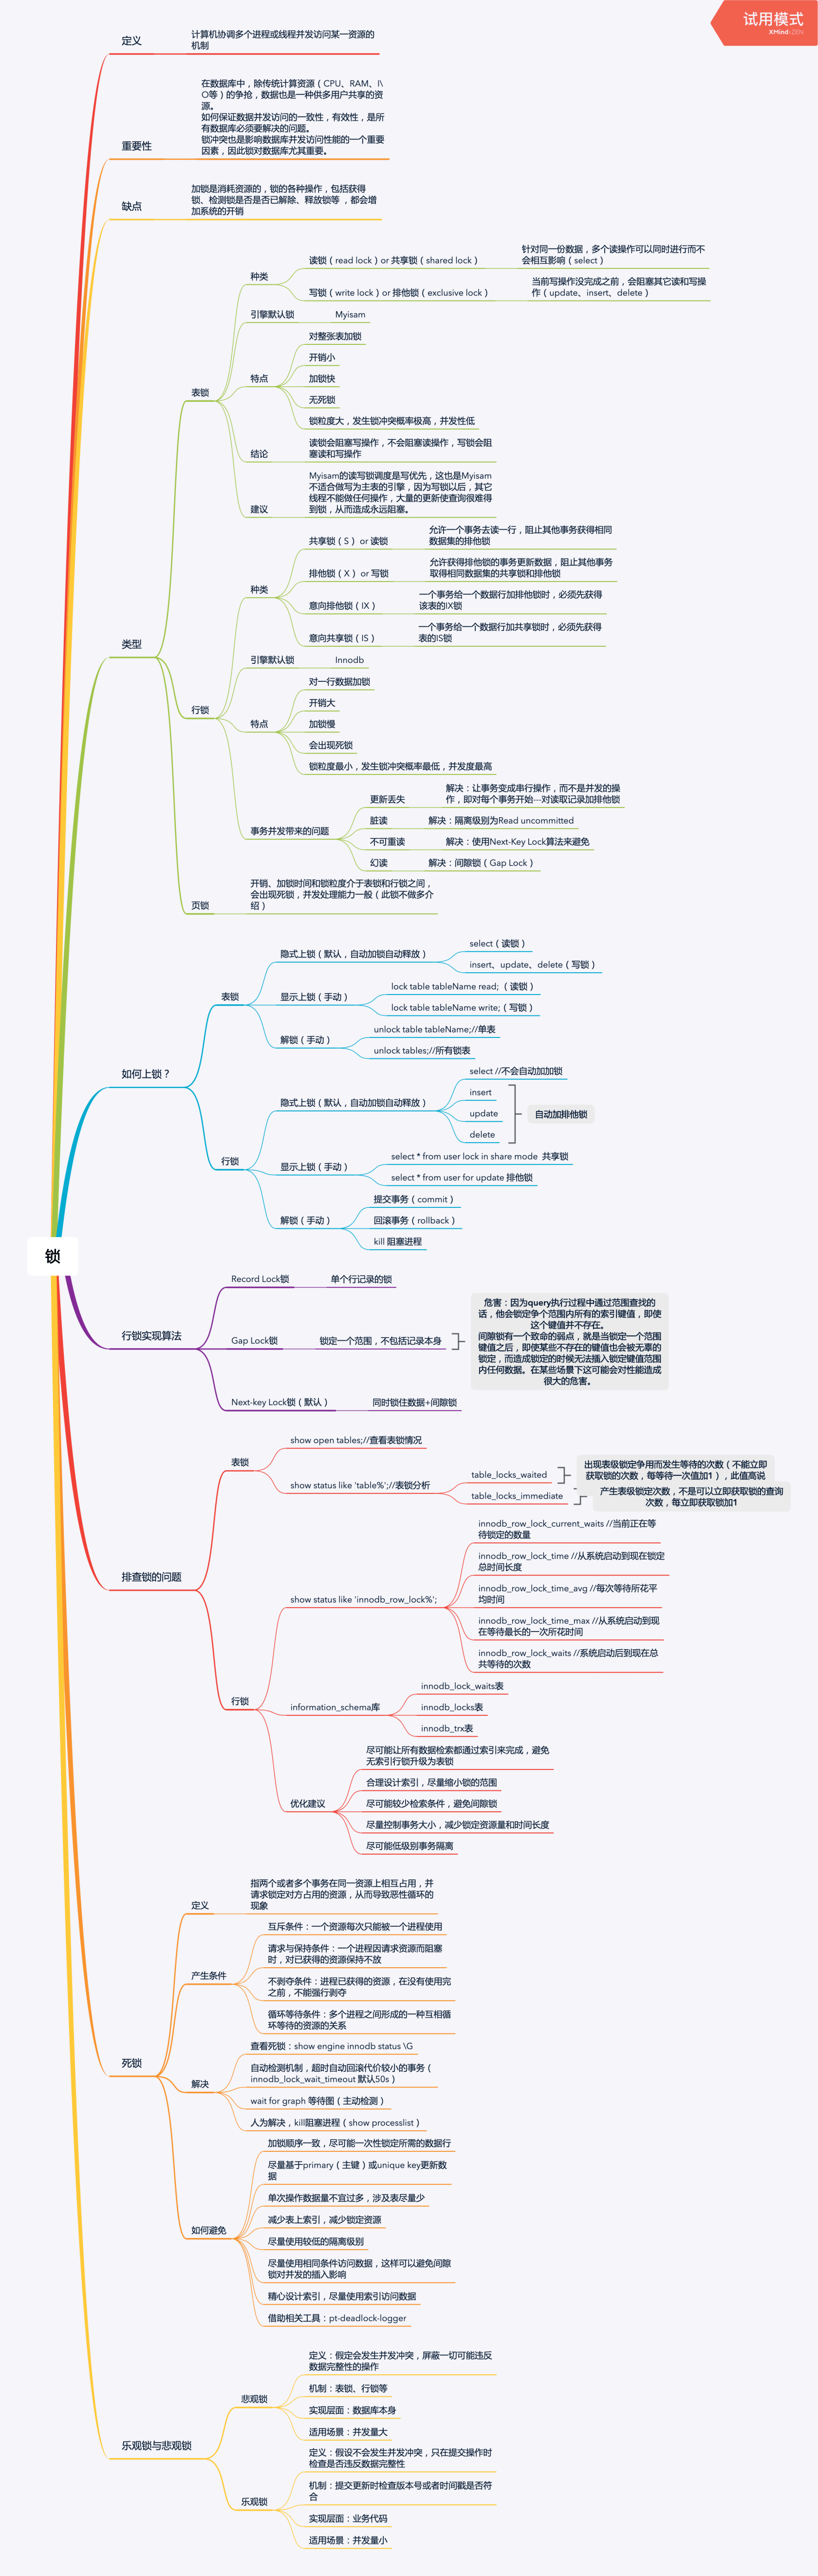 试用模式
XMind:ZEN
锁
定义
计算机协调多个进程或线程并发访问某一资源的
机制
重要性
在数据库中，除传统计算资源（CPU、RAM、I\
O等）的争抢，数据也是一种供多用户共享的资
源。
如何保证数据并发访问的一致性，有效性，是所
有数据库必须要解决的问题。
锁冲突也是影响数据库并发访问性能的一个重要
因素，因此锁对数据库尤其重要。
缺点
加锁是消耗资源的，锁的各种操作，包括获得
锁、检测锁是否是否已解除、释放锁等 ，都会增
加系统的开销
类型
表锁
种类
读锁（read lock）or 共享锁（shared lock）
针对同一份数据，多个读操作可以同时进行而不
会相互影响（select）
写锁（write lock）or 排他锁（exclusive lock）
当前写操作没完成之前，会阻塞其它读和写操
作（update、insert、delete）
引擎默认锁
Myisam
特点
对整张表加锁
开销小
加锁快
无死锁
锁粒度大，发生锁冲突概率极高，并发性低
结论
读锁会阻塞写操作，不会阻塞读操作，写锁会阻
塞读和写操作
建议
Myisam的读写锁调度是写优先，这也是Myisam
不适合做写为主表的引擎，因为写锁以后，其它
线程不能做任何操作，大量的更新使查询很难得
到锁，从而造成永远阻塞。
行锁
种类
共享锁（S） or 读锁
允许一个事务去读一行，阻止其他事务获得相同
数据集的排他锁
排他锁（X）or 写锁
允许获得排他锁的事务更新数据，阻止其他事务
取得相同数据集的共享锁和排他锁
意向排他锁（IX）
一个事务给一个数据行加排他锁时，必须先获得
该表的IX锁
意向共享锁（IS）
一个事务给一个数据行加共享锁时，必须先获得
表的IS锁
引擎默认锁
Innodb
特点
对一行数据加锁
开销大
加锁慢
会出现死锁
锁粒度最小，发生锁冲突概率最低，并发度最高
事务并发带来的问题
更新丢失
解决：让事务变成串行操作，而不是并发的操
作，即对每个事务开始---对读取记录加排他锁
脏读
解决：隔离级别为Read uncommitted
不可重读
解决：使用Next-Key Lock算法来避免
幻读
解决：间隙锁（Gap Lock）
页锁
开销、加锁时间和锁粒度介于表锁和行锁之间，
会出现死锁，并发处理能力一般（此锁不做多介
绍）
如何上锁？
表锁
隐式上锁（默认，自动加锁自动释放）
select（读锁）
insert、update、delete（写锁）
显示上锁（手动）
lock table tableName read;（读锁）
lock table tableName write;（写锁）
解锁（手动）
unlock table tableName;//单表
unlock tables;//所有锁表
行锁
隐式上锁（默认，自动加锁自动释放）
select //不会自动加加锁
insert
update
delete
自动加排他锁
显示上锁（手动）
select * from user lock in share mode 共享锁
select * from user for update 排他锁
解锁（手动）
提交事务（commit）
回滚事务（rollback）
kill 阻塞进程
行锁实现算法
Record Lock锁
单个行记录的锁
Gap Lock锁
锁定一个范围，不包括记录本身
危害：因为query执行过程中通过范围查找的
话，他会锁定争个范围内所有的索引键值，即使
这个键值并不存在。
间隙锁有一个致命的弱点，就是当锁定一个范围
键值之后，即使某些不存在的键值也会被无辜的
锁定，而造成锁定的时候无法插入锁定键值范围
内任何数据。在某些场景下这可能会对性能造成
很大的危害。
Next-key Lock锁（默认）
同时锁住数据+间隙锁
排查锁的问题
表锁
show open tables;//查看表锁情况
show status like 'table%';//表锁分析
table_locks_waited
出现表级锁定争用而发生等待的次数（不能立即
获取锁的次数，每等待一次值加1），此值高说
table_locks_immediate
产生表级锁定次数，不是可以立即获取锁的查询
次数，每立即获取锁加1
行锁
show status like 'innodb_row_lock%';
innodb_row_lock_current_waits //当前正在等
待锁定的数量
innodb_row_lock_time //从系统启动到现在锁定
总时间长度
innodb_row_lock_time_avg //每次等待所花平
均时间
innodb_row_lock_time_max //从系统启动到现
在等待最长的一次所花时间
innodb_row_lock_waits //系统启动后到现在总
共等待的次数
information_schema库
innodb_lock_waits表
innodb_locks表
innodb_trx表
优化建议
尽可能让所有数据检索都通过索引来完成，避免
无索引行锁升级为表锁
合理设计索引，尽量缩小锁的范围
尽可能较少检索条件，避免间隙锁
尽量控制事务大小，减少锁定资源量和时间长度
尽可能低级别事务隔离
死锁
定义
指两个或者多个事务在同一资源上相互占用，并
请求锁定对方占用的资源，从而导致恶性循环的
现象
产生条件
互斥条件：一个资源每次只能被一个进程使用
请求与保持条件：一个进程因请求资源而阻塞
时，对已获得的资源保持不放
不剥夺条件：进程已获得的资源，在没有使用完
之前，不能强行剥夺
循环等待条件：多个进程之间形成的一种互相循
环等待的资源的关系
解决
查看死锁：show engine innodb status \G
自动检测机制，超时自动回滚代价较小的事务（
innodb_lock_wait_timeout 默认50s）
wait for graph 等待图（主动检测）
人为解决，kill阻塞进程（show processlist）
如何避免
加锁顺序一致，尽可能一次性锁定所需的数据行
尽量基于primary（主键）或unique key更新数
据
单次操作数据量不宜过多，涉及表尽量少
减少表上索引，减少锁定资源
尽量使用较低的隔离级别
尽量使用相同条件访问数据，这样可以避免间隙
锁对并发的插入影响
精心设计索引，尽量使用索引访问数据
借助相关工具：pt-deadlock-logger
乐观锁与悲观锁
悲观锁
定义：假定会发生并发冲突，屏蔽一切可能违反
数据完整性的操作
机制：表锁、行锁等
实现层面：数据库本身
适用场景：并发量大
乐观锁
定义：假设不会发生并发冲突，只在提交操作时
检查是否违反数据完整性
机制：提交更新时检查版本号或者时间戳是否符
合
实现层面：业务代码
适用场景：并发量小